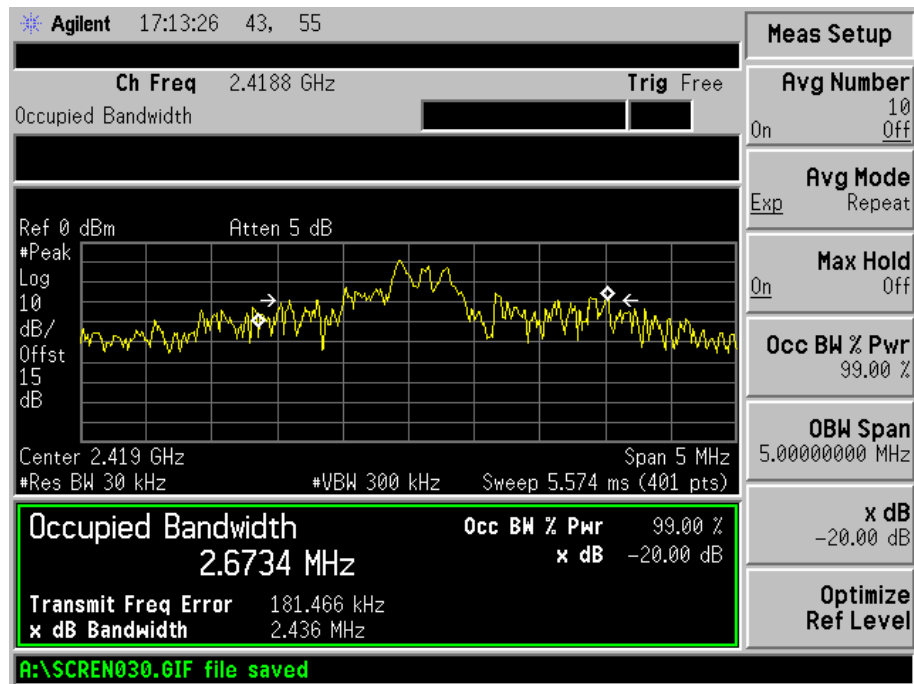 Agilent 17:13:26 43, 55
Meas Setup
Ch Freq 2.4188 GHz Trig Free
Occupied Bandwidth
Avg Number
10
On Off
Avg Mode
Exp Repeat
Max Hold
On Off
Occ BW % Pwr
99.00 %
OBW Span
5.00000000 MHz
x dB
-20.00 dB
Optimize
Ref Level
Ref 0 dBm Atten 5 dB
#Peak
Log
10
dB/
Offst
15
dB
Center 2.419 GHz Span 5 MHz
#Res BW 30 kHz #VBW 300 kHz Sweep 5.574 ms (401 pts)
Occupied Bandwidth
2.6734 MHz
Occ BW % Pwr 99.00 %
x dB -20.00 dB
Transmit Freq Error 181.466 kHz
x dB Bandwidth 2.436 MHz
A:\SCREN030.GIF file saved